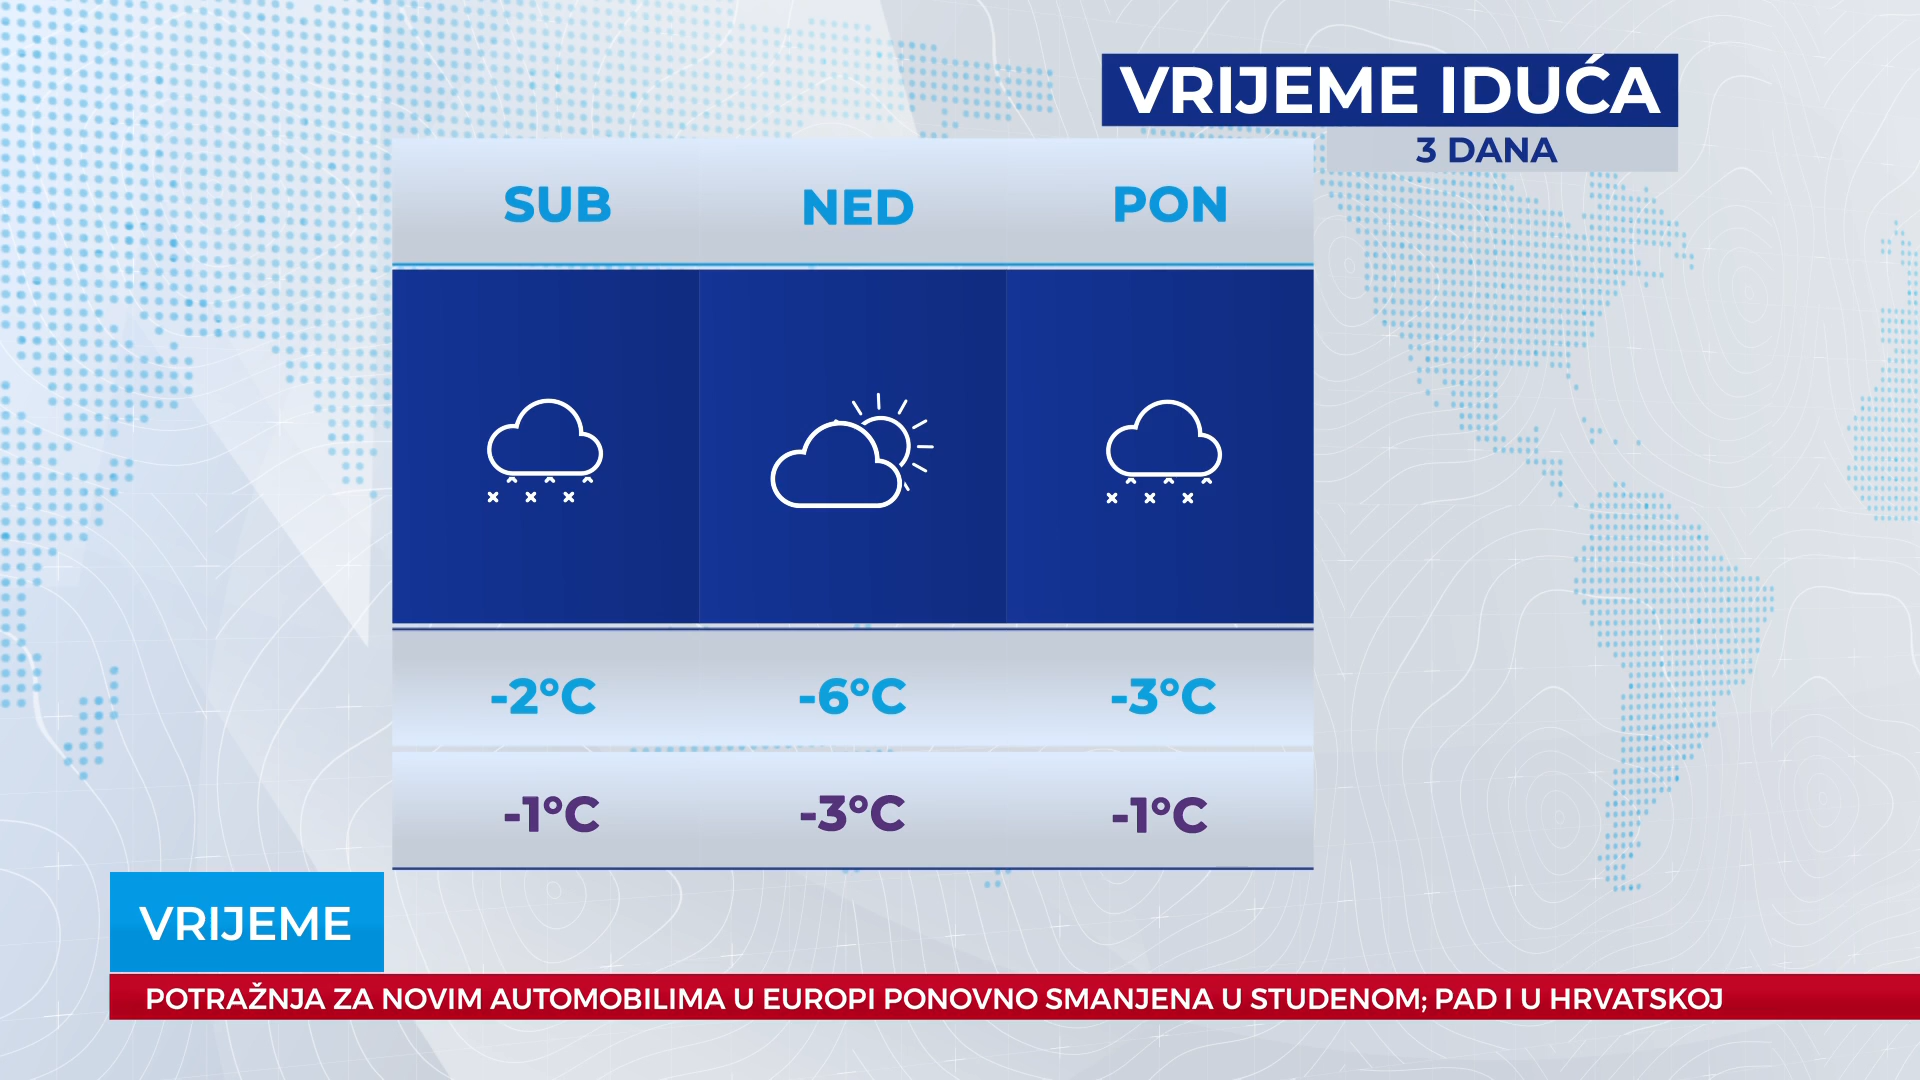 VRIJEME IDUĆA
3 DANA
SUB NED PON
-2°C -6°C -3°C
-1°C -3°C -1°C
VRIJEME
POTRAŽNJA ZA NOVIM AUTOMOBILIMA U EUROPI PONOVNO SMANJENA U STUDENOM; PAD I U HRVATSKOJ